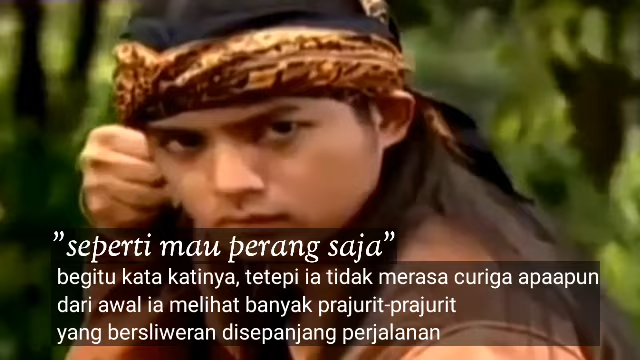 ”seperti mau perang saja”
begitu kata katinya, tetepi ia tidak merasa curiga apaapun
dari awal ia melihat banyak prajurit-prajurit
yang bersliweran disepanjang perjalanan